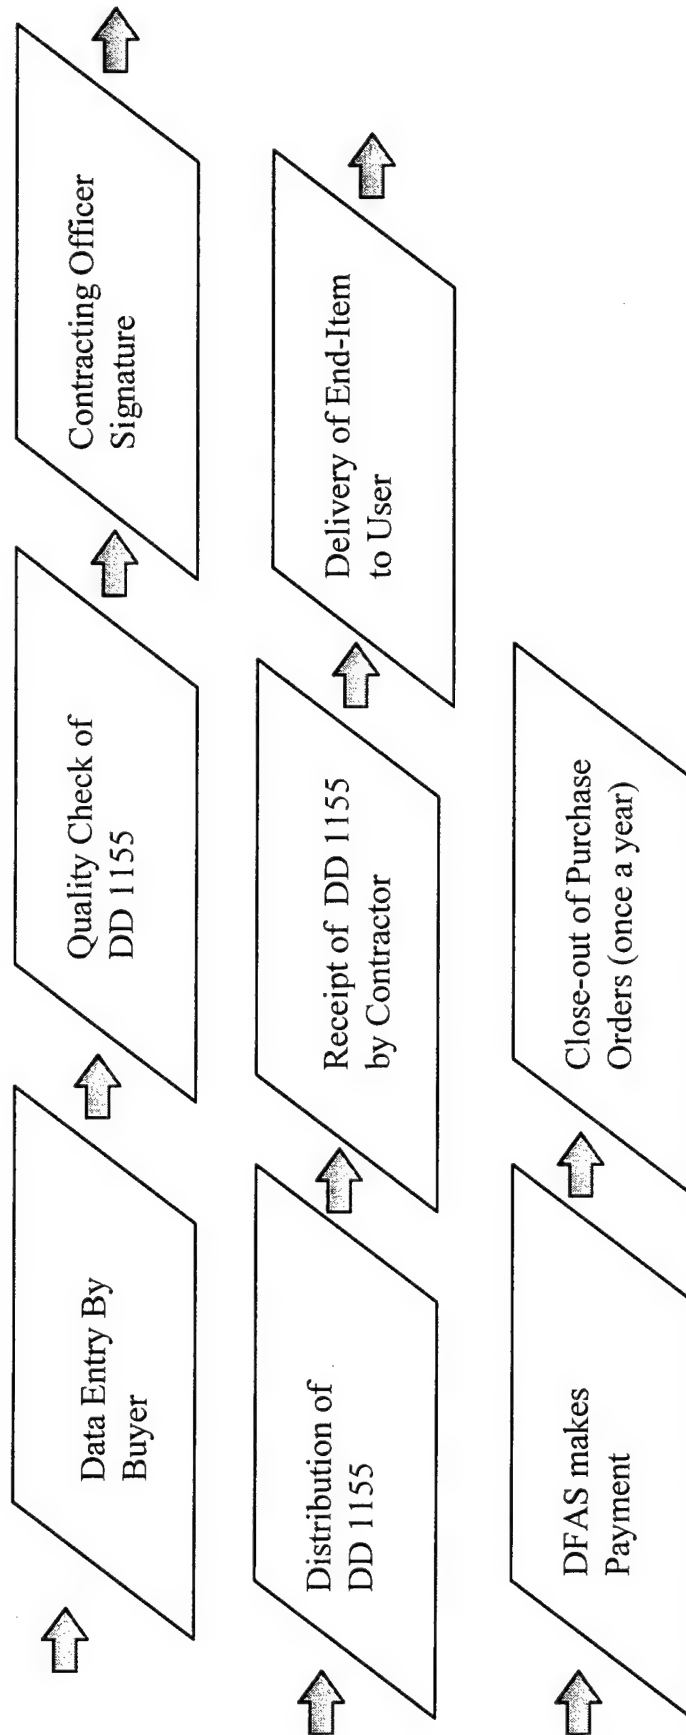 Data Entry By
Buyer
Quality Check of
DD 1155
Contracting Officer
Signature
Distribution of
DD 1155
Receipt of DD 1155
by Contractor
Delivery of End-Item
to User
DFAS makes
Payment
Close-out of Purchase
Orders (once a year)